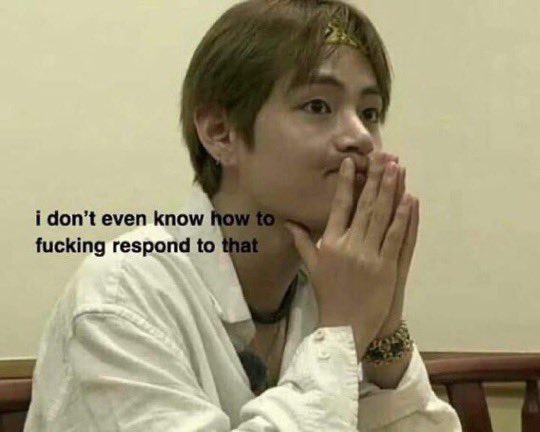 i don't even know how to
fucking respond to that